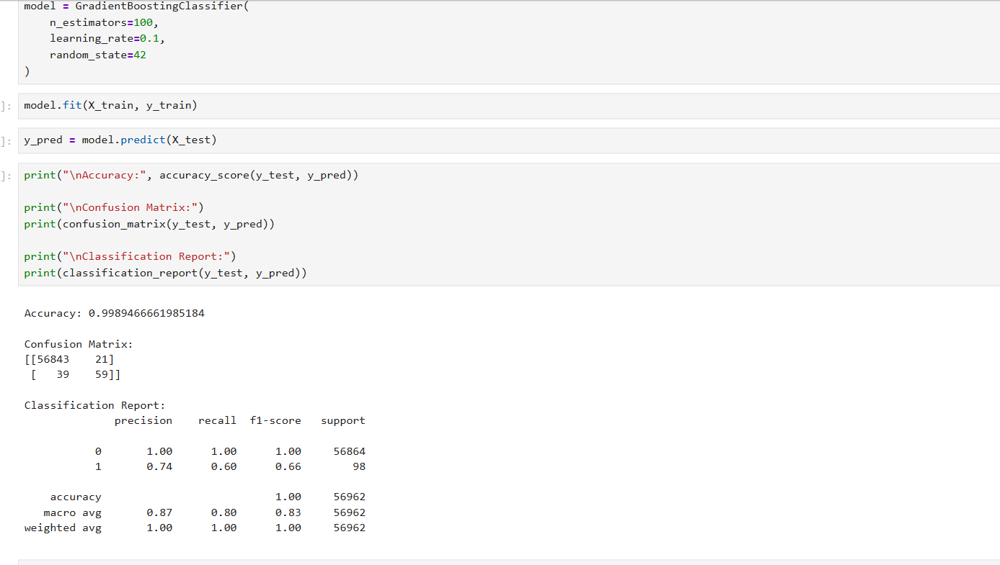 model = GradientBoostingClassifier(
    n_estimators=100,
    learning_rate=0.1,
    random_state=42
)
]: model.fit(X_train, y_train)
]: y_pred = model.predict(X_test)
]: print("\nAccuracy:", accuracy_score(y_test, y_pred))
print("\nConfusion Matrix:")
print(confusion_matrix(y_test, y_pred))
print("\nClassification Report:")
print(classification_report(y_test, y_pred))
Accuracy: 0.9989466661985184
Confusion Matrix:
[[56843    21]
 [   39    59]]
Classification Report:
              precision    recall  f1-score   support
           0       1.00      1.00      1.00     56864
           1       0.74      0.60      0.66        98
    accuracy                           1.00     56962
   macro avg       0.87      0.80      0.83     56962
weighted avg       1.00      1.00      1.00     56962